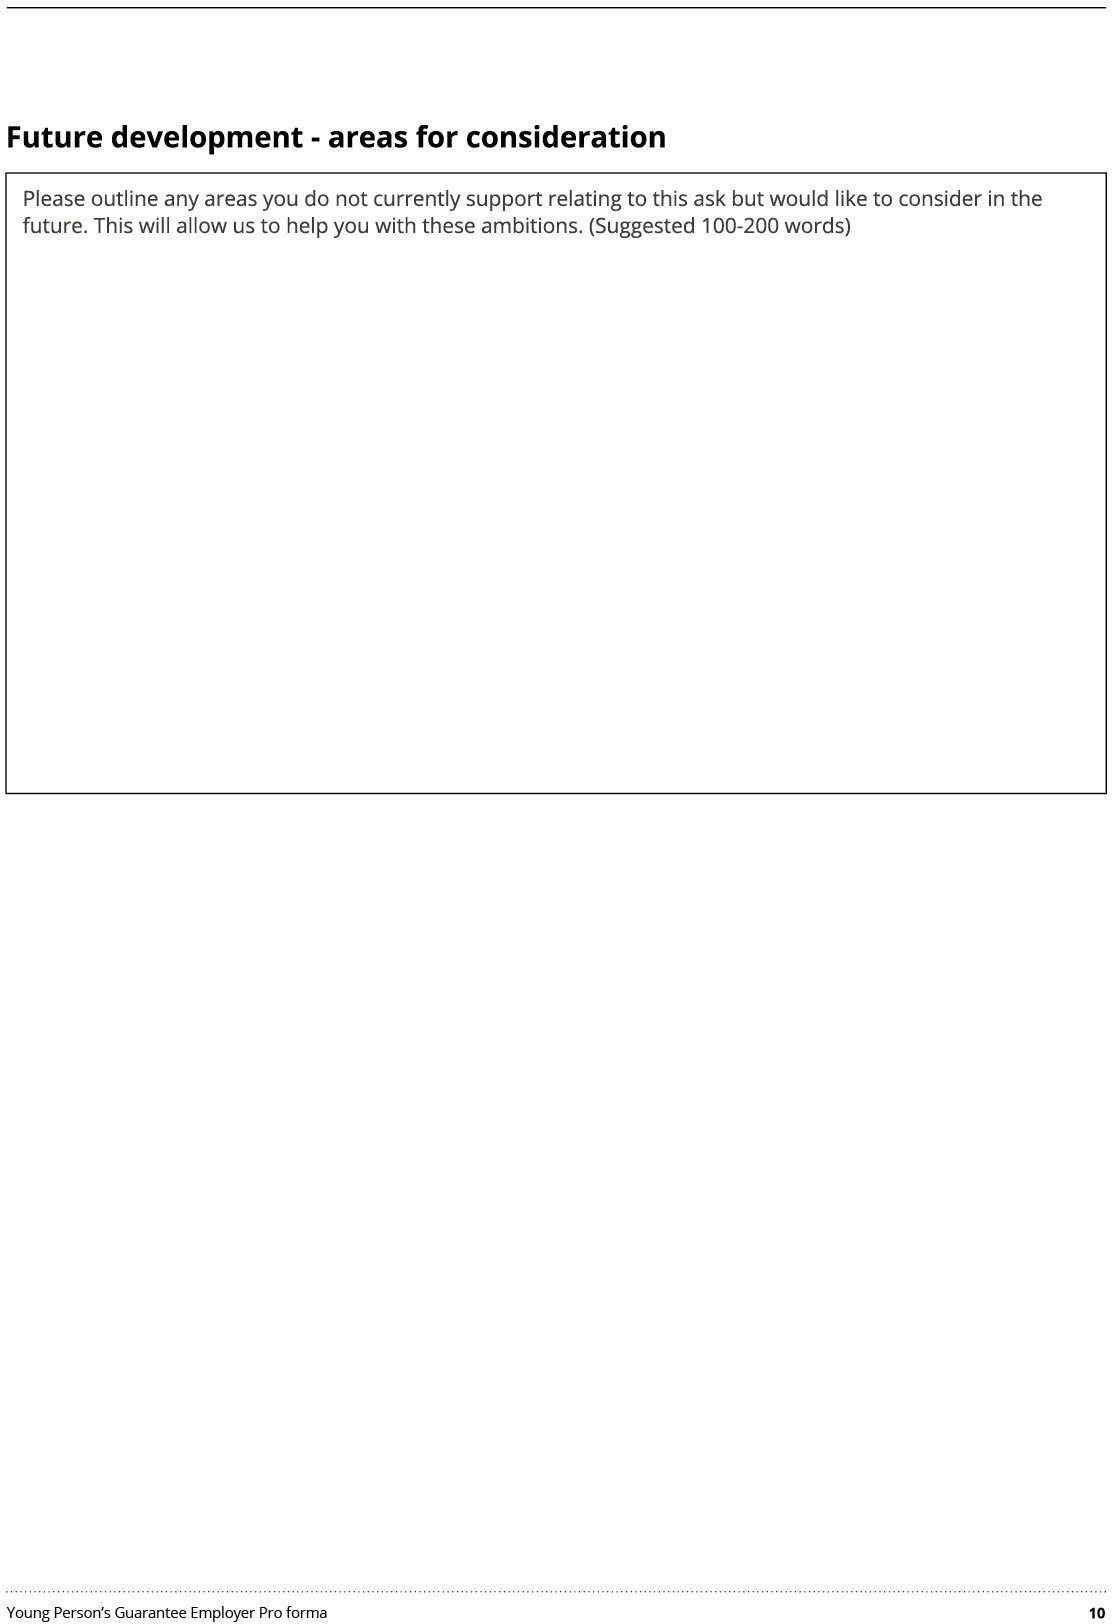 Future development - areas for consideration
Please outline any areas you do not currently support relating to this ask but would like to consider in the
future. This will allow us to help you with these ambitions. (Suggested 100-200 words)
Young Person’s Guarantee Employer Pro forma 10